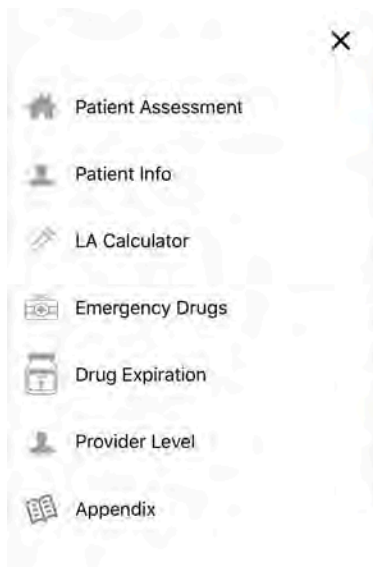 Patient Assessment
Patient Info
LA Calculator
Emergency Drugs
Drug Expiration
Provider Level
Appendix